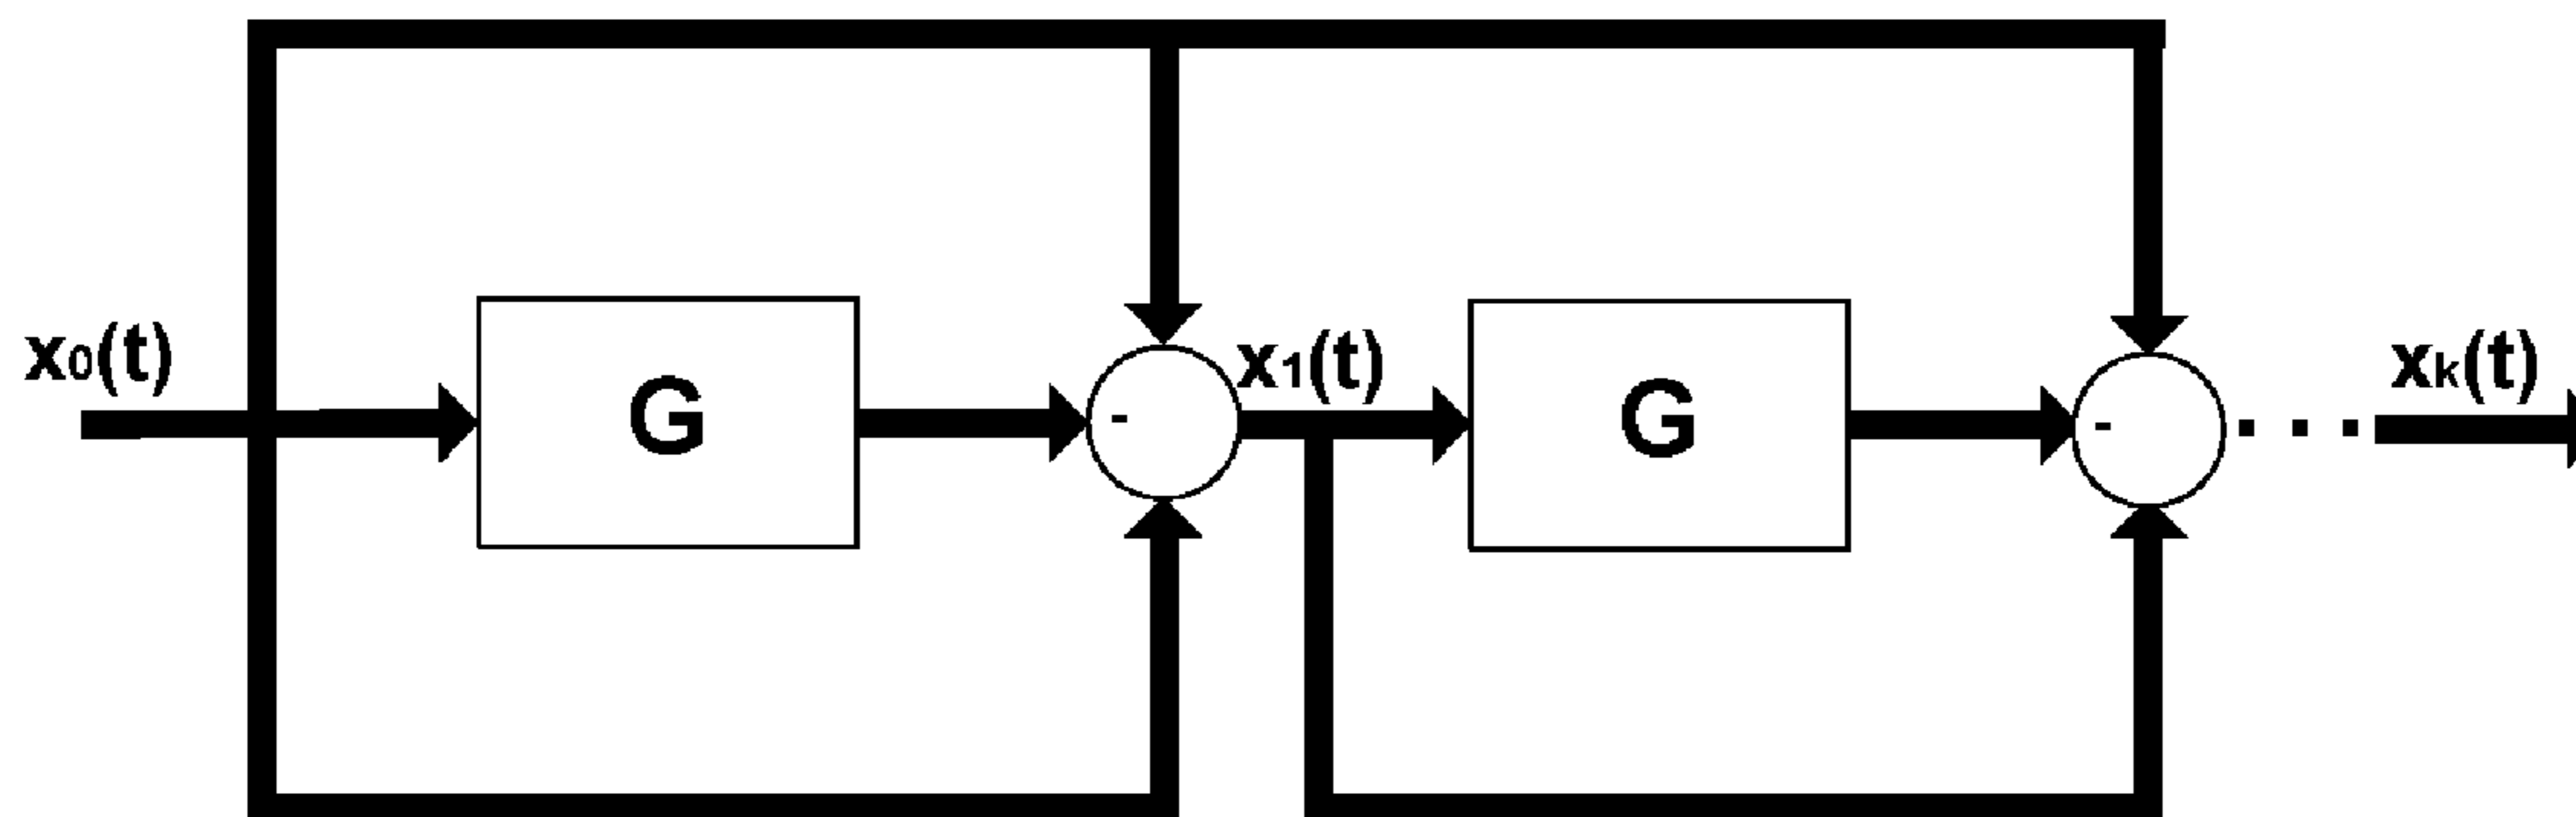 x₀(t)
G
-
x₁(t)
G
-
. . .
xₖ(t)